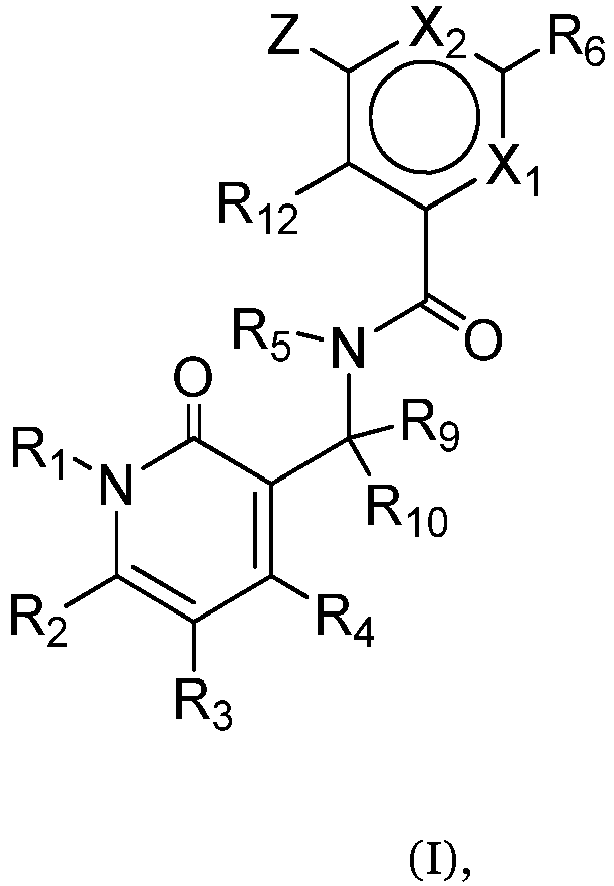 Z X₂ R₆
X₁
R₁₂
R₅ N O
O
R₁ N R₉
R₁₀
R₂ R₄
R₃
(I),